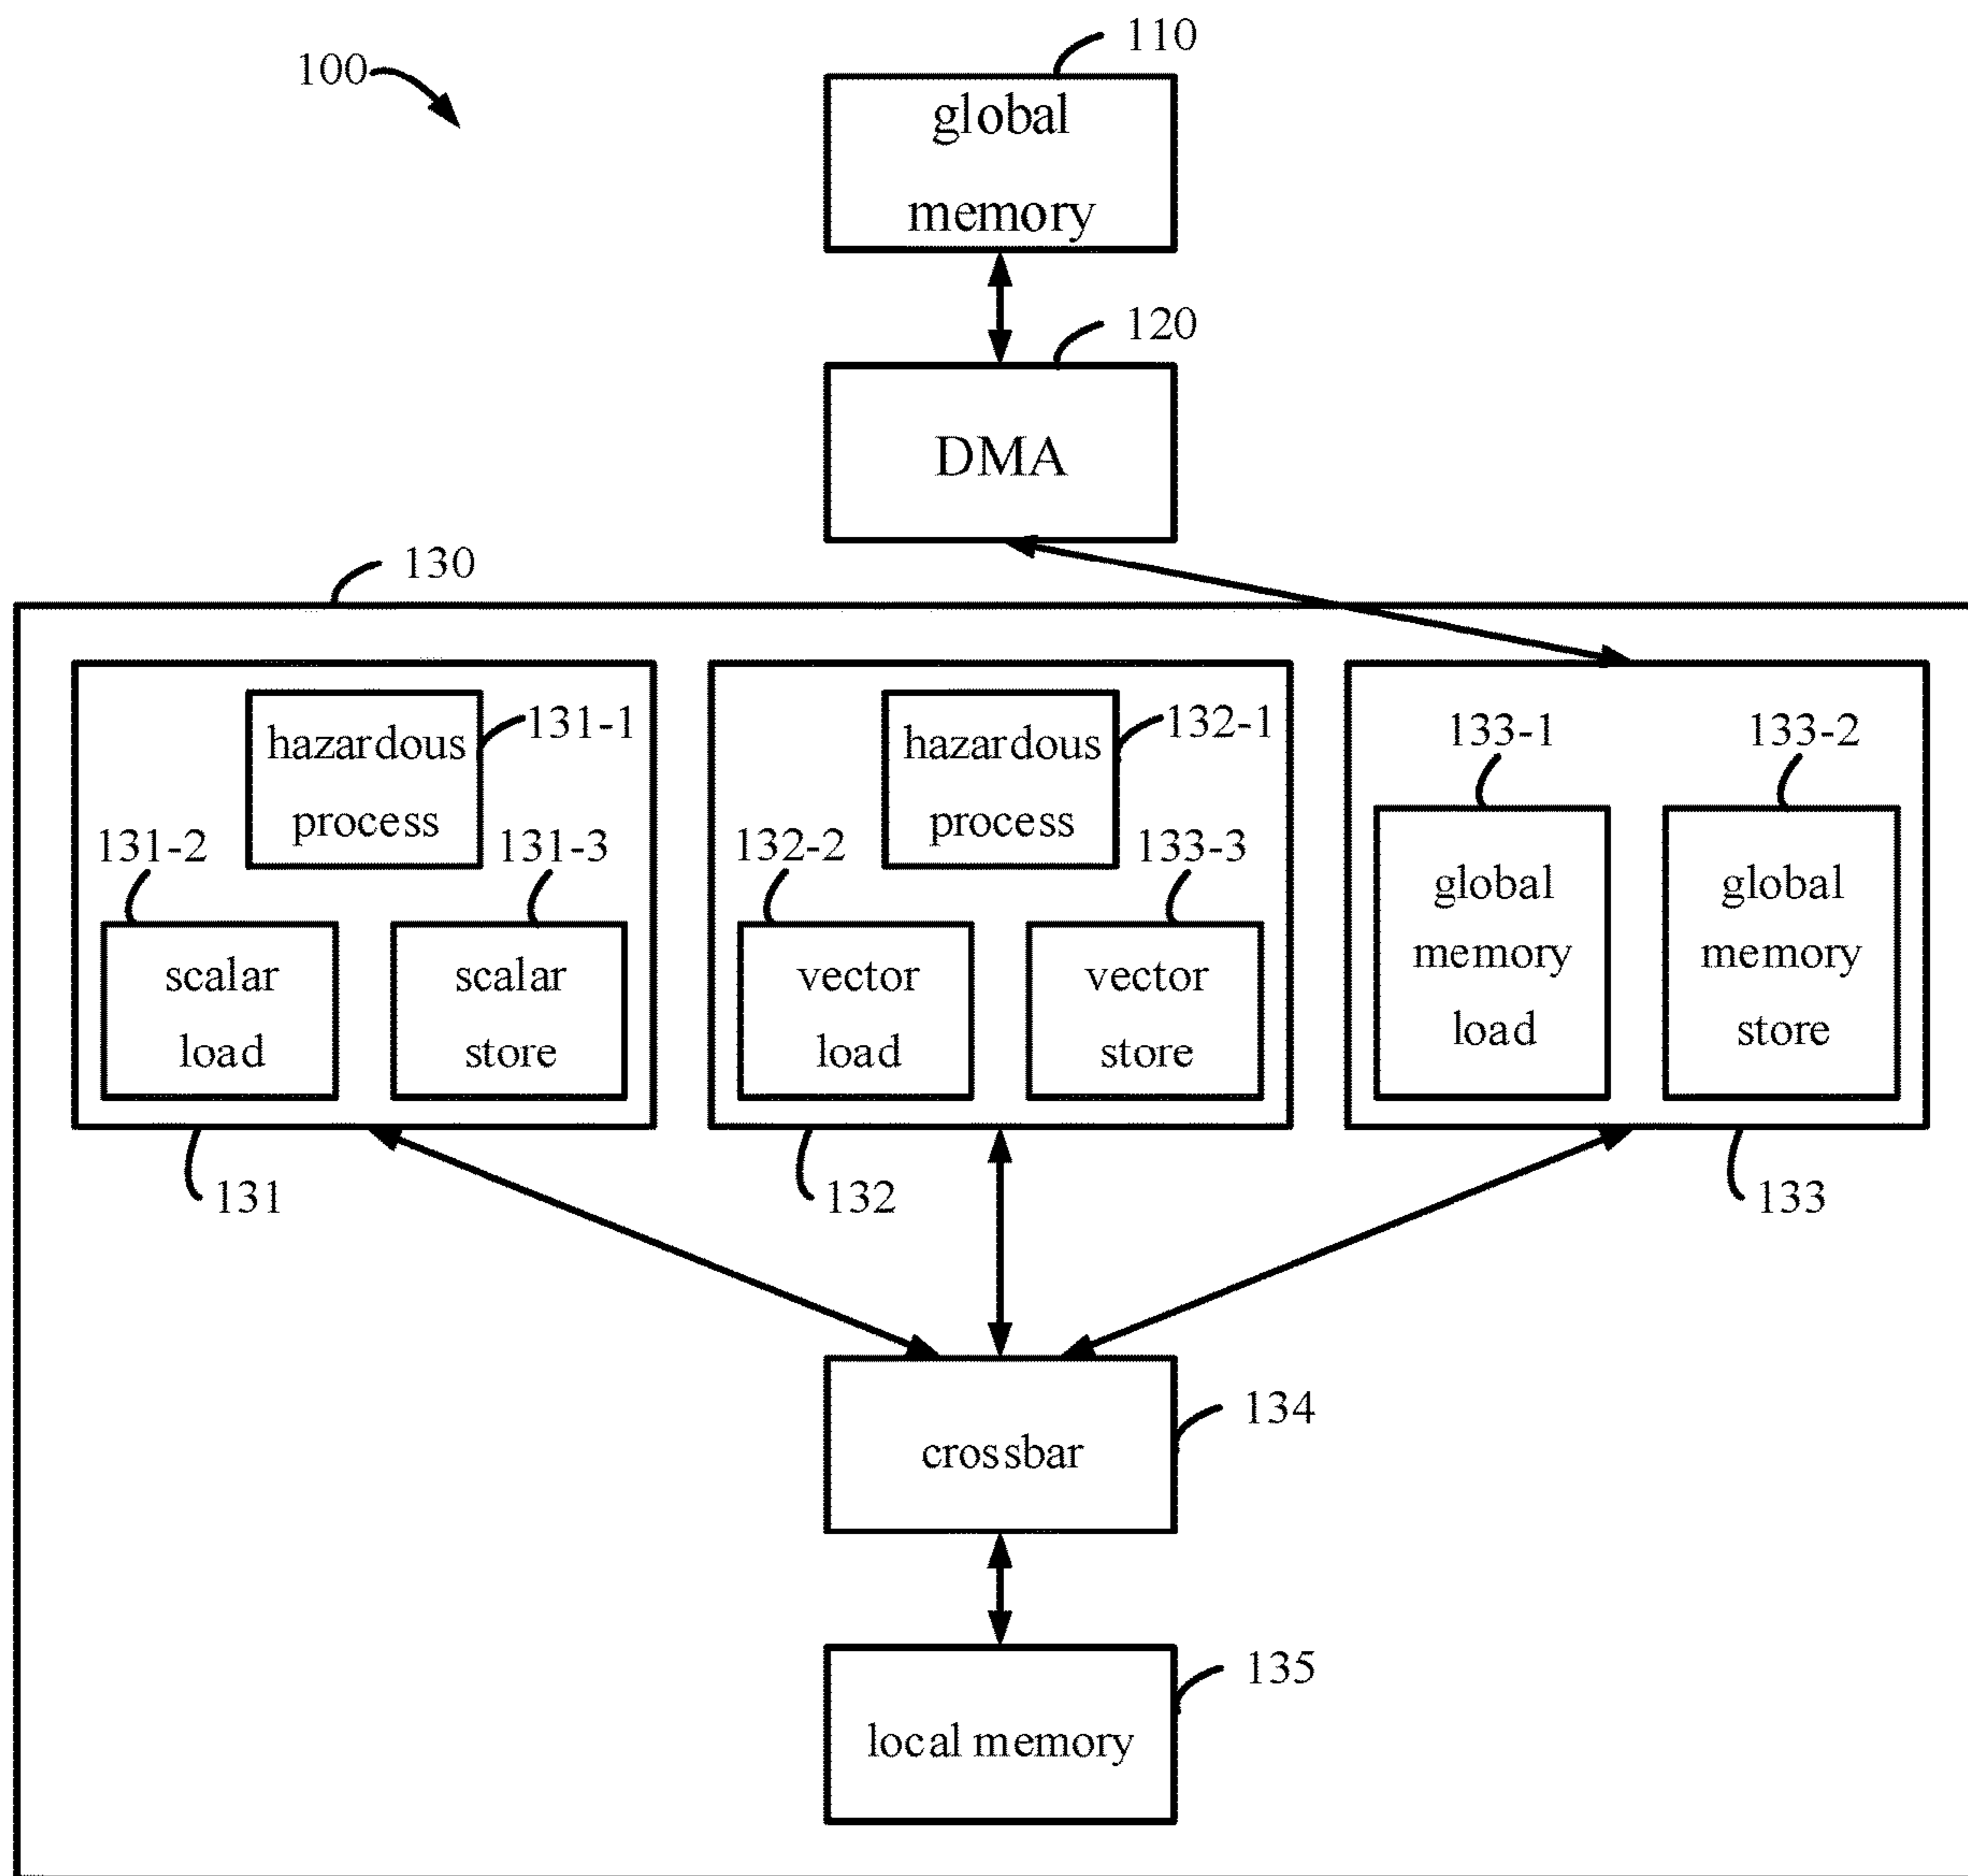 110
100
global
memory
120
DMA
130
hazardous
process
131-1
131-2
131-3
scalar
load
scalar
store
131
hazardous
process
132-1
132-2
133-3
vector
load
vector
store
132
133-1
133-2
global
memory
load
global
memory
store
133
134
crossbar
135
local memory